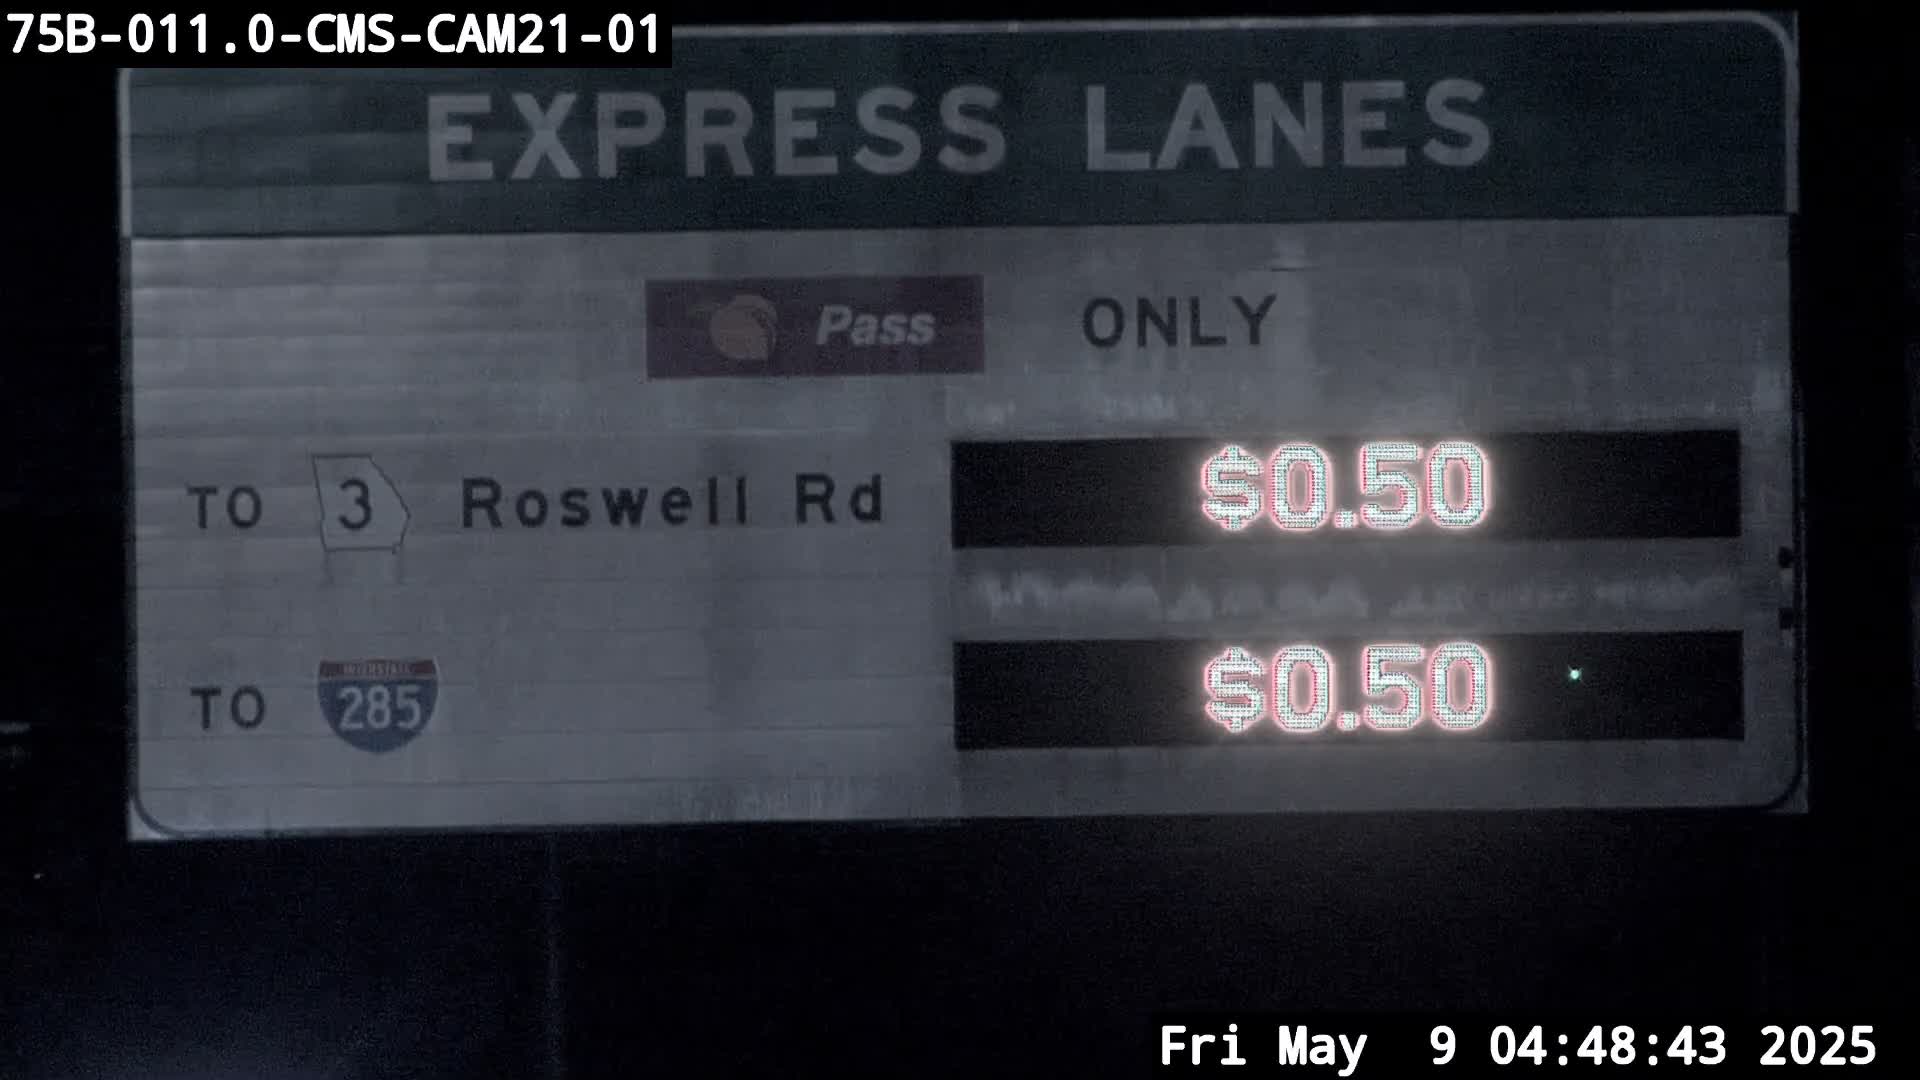 75B-011.0-CMS-CAM21-01
EXPRESS LANES
Pass ONLY
TO 3 Roswell Rd $0.50
INTERSTATE
TO 285 $0.50
Fri May 9 04:48:43 2025